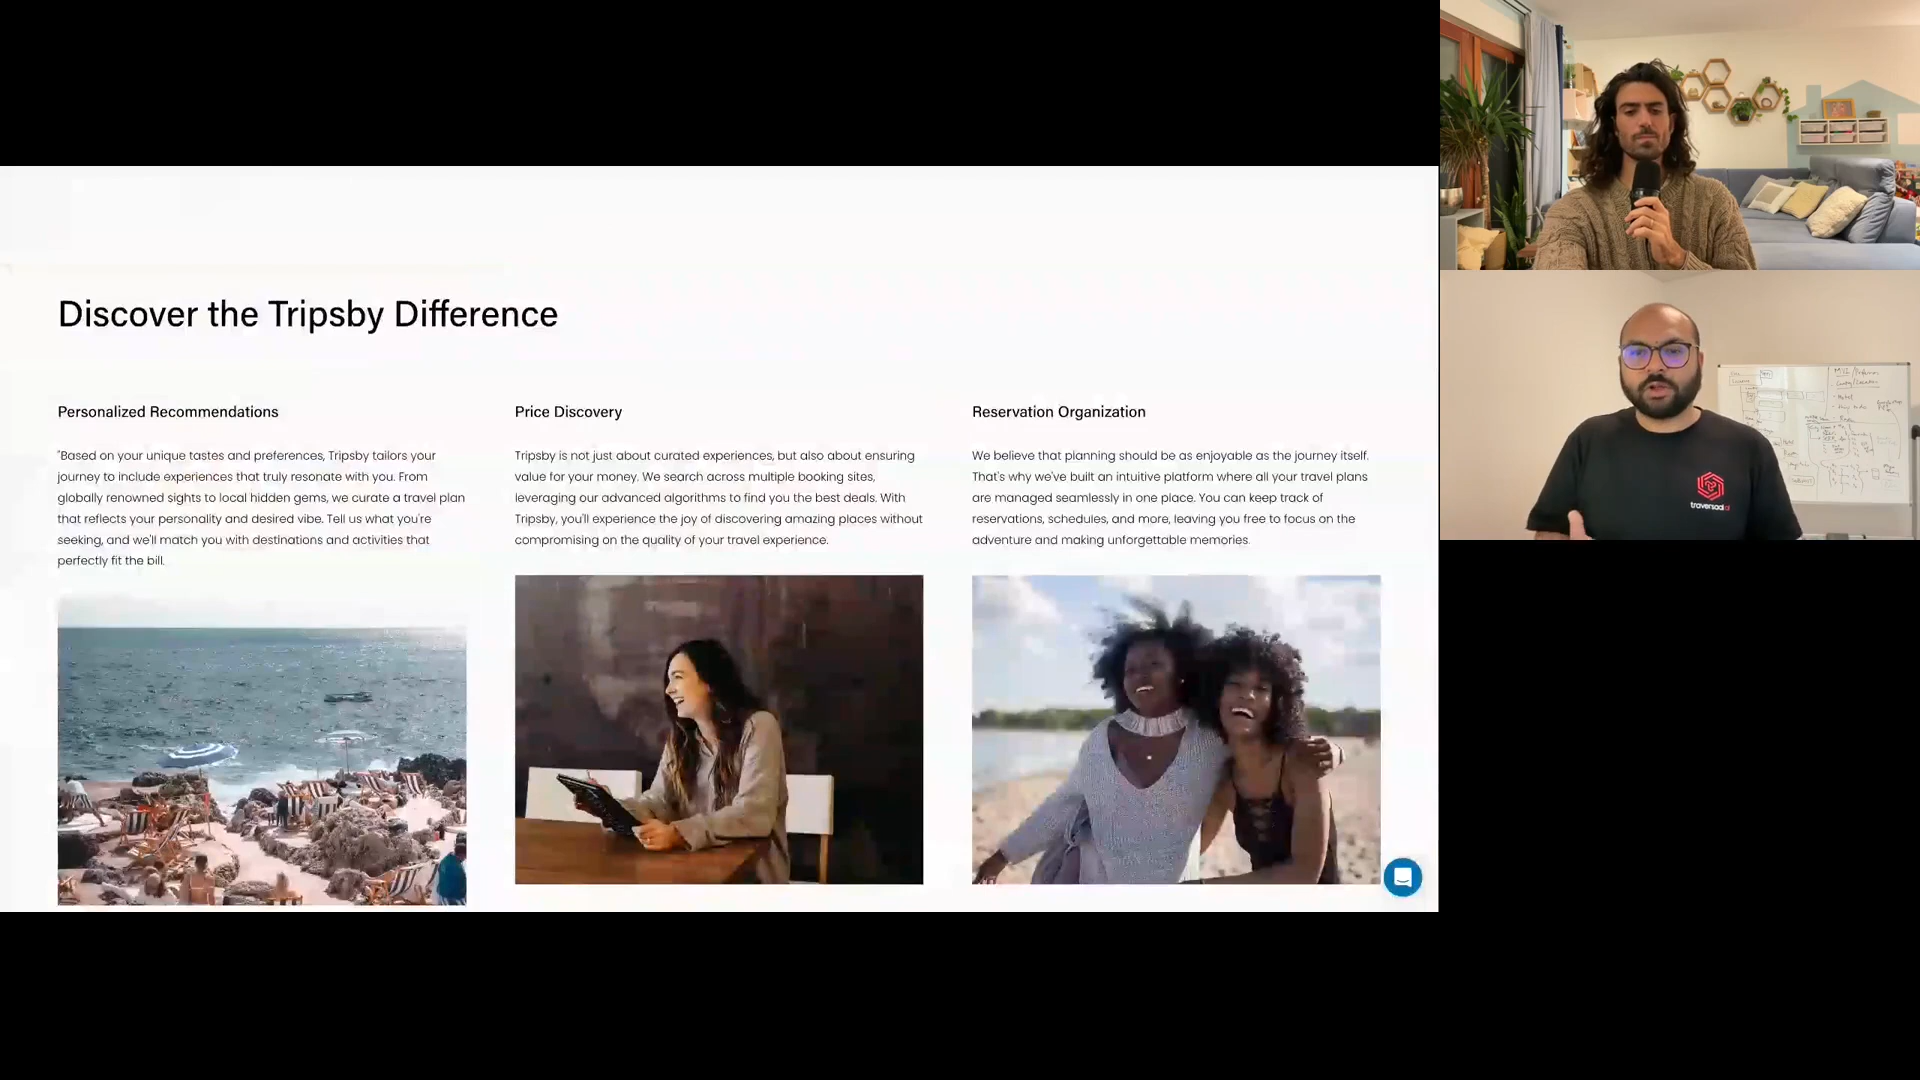 Discover the Tripsby Difference
Personalized Recommendations
"Based on your unique tastes and preferences, Tripsby tailors your
journey to include experiences that truly resonate with you. From
globally renowned sights to local hidden gems, we curate a travel plan
that reflects your personality and desired vibe. Tell us what you're
seeking, and we'll match you with destinations and activities that
perfectly fit the bill.
Price Discovery
Tripsby is not just about curated experiences, but also about ensuring
value for your money. We search across multiple booking sites,
leveraging our advanced algorithms to find you the best deals. With
Tripsby, you'll experience the joy of discovering amazing places without
compromising on the quality of your travel experience.
Reservation Organization
We believe that planning should be as enjoyable as the journey itself.
That's why we've built an intuitive platform where all your travel plans
are managed seamlessly in one place. You can keep track of
reservations, schedules, and more, leaving you free to focus on the
adventure and making unforgettable memories.
traversaal